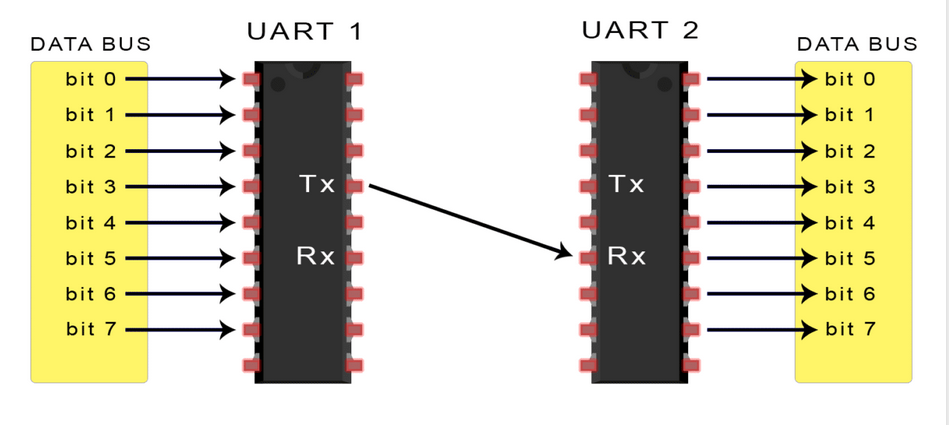 UART 1
UART 2
DATA BUS
DATA BUS
bit 0
bit 1
bit 2
bit 3
bit 4
bit 5
bit 6
bit 7
Tx
Rx
Tx
Rx
bit 0
bit 1
bit 2
bit 3
bit 4
bit 5
bit 6
bit 7